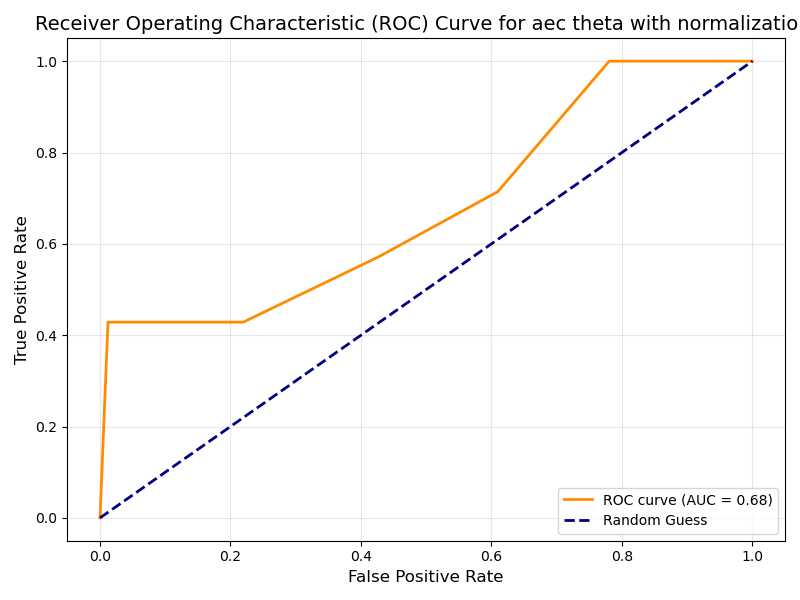 Receiver Operating Characteristic (ROC) Curve for aec theta with normalizatio
1.0
0.8
0.6
0.4
0.2
0.0
True Positive Rate
ROC curve (AUC = 0.68)
Random Guess
0.0 0.2 0.4 0.6 0.8 1.0
False Positive Rate